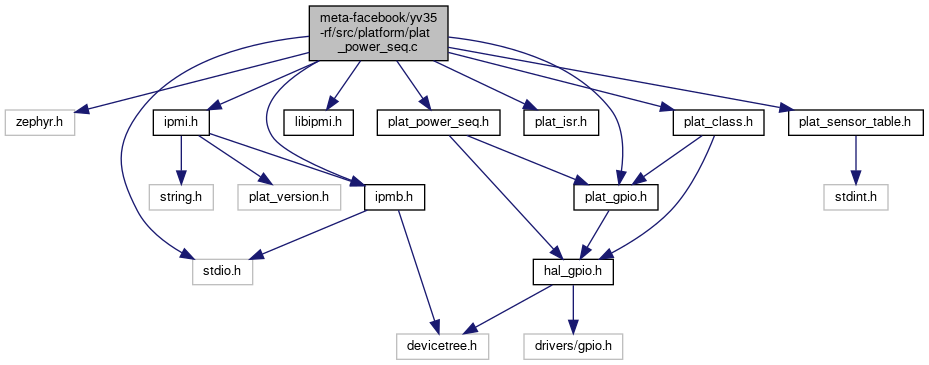 meta-facebook/yv35
-rf/src/platform/plat
_power_seq.c
zephyr.h
ipmi.h
libipmi.h
plat_power_seq.h
plat_isr.h
plat_class.h
plat_sensor_table.h
string.h
plat_version.h
ipmb.h
plat_gpio.h
stdint.h
stdio.h
hal_gpio.h
devicetree.h
drivers/gpio.h